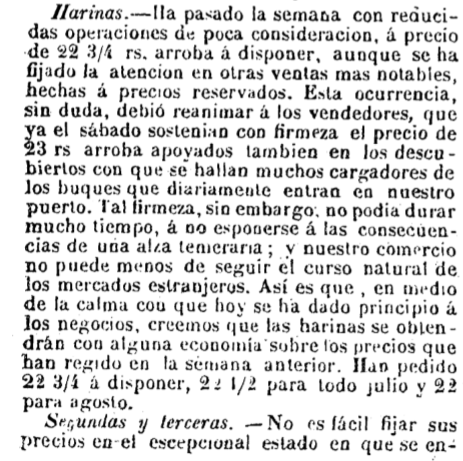 Harinas.—Ha pasado la semana con reduci-
das operaciones de poca consideracion, á precio
de 22 3/4 rs. arroba á disponer, aunque se ha
fijado la atencion en otras ventas mas notables,
hechas á precios reservados. Esta ocurrencia,
sin duda, debió reanimar á los vendedores, que
ya el sábado sostenian con firmeza el precio de
23 rs arroba apoyados tambien en los descu-
biertos con que se hallan muchos cargadores de
los buques que diariamente entran en nuestro
puerto. Tal firmeza, sin embargo, no podia durar
mucho tiempo, á no esponerse á las consecuen-
cias de una alza temeraria; y nuestro comercio
no puede menos de seguir el curso natural de
los mercados estranjeros. Así es que, en medio
de la calma con que hoy se ha dado principio á
los negocios, creemos que las harinas se obten-
drán con alguna economía sobre los precios que
han regido en la semana anterior. Han pedido
22 3/4 á disponer, 22 1/2 para todo julio y 22
para agosto.
Segundas y terceras. —No es fácil fijar sus
precios en el escepcional estado en que se en-